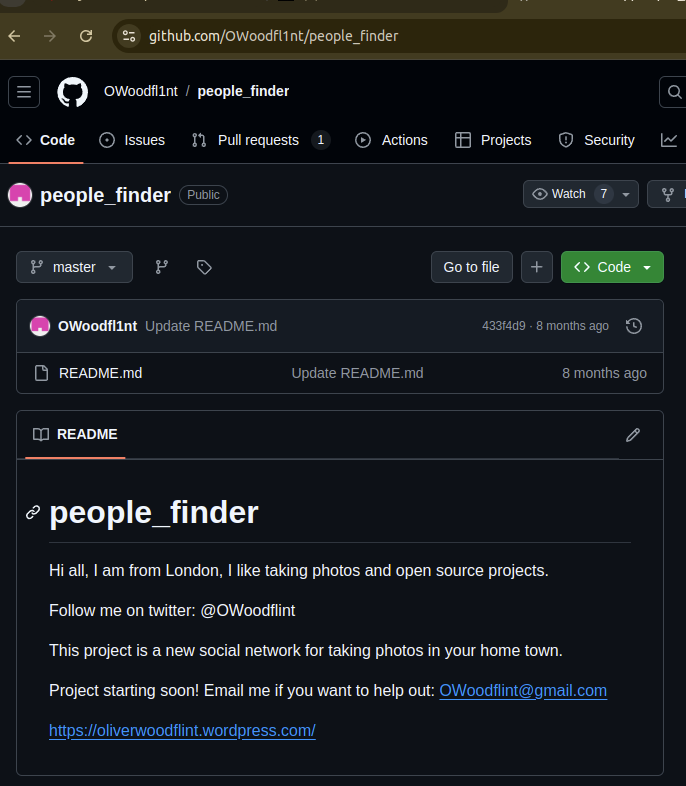 github.com/OWoodfl1nt/people_finder
OWoodfl1nt / people_finder
Code Issues Pull requests 1 Actions Projects Security
people_finder Public Watch 7
master Go to file Code
OWoodfl1nt Update README.md 433f4d9 · 8 months ago
README.md Update README.md 8 months ago
README
people_finder
Hi all, I am from London, I like taking photos and open source projects.
Follow me on twitter: @OWoodflint
This project is a new social network for taking photos in your home town.
Project starting soon! Email me if you want to help out: OWoodflint@gmail.com
https://oliverwoodflint.wordpress.com/